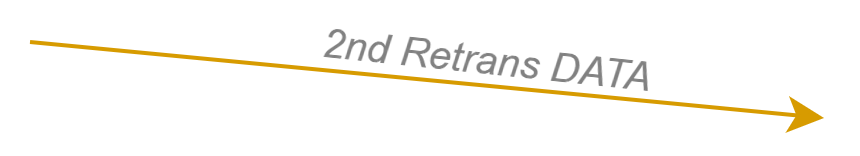 2nd Retrans DATA